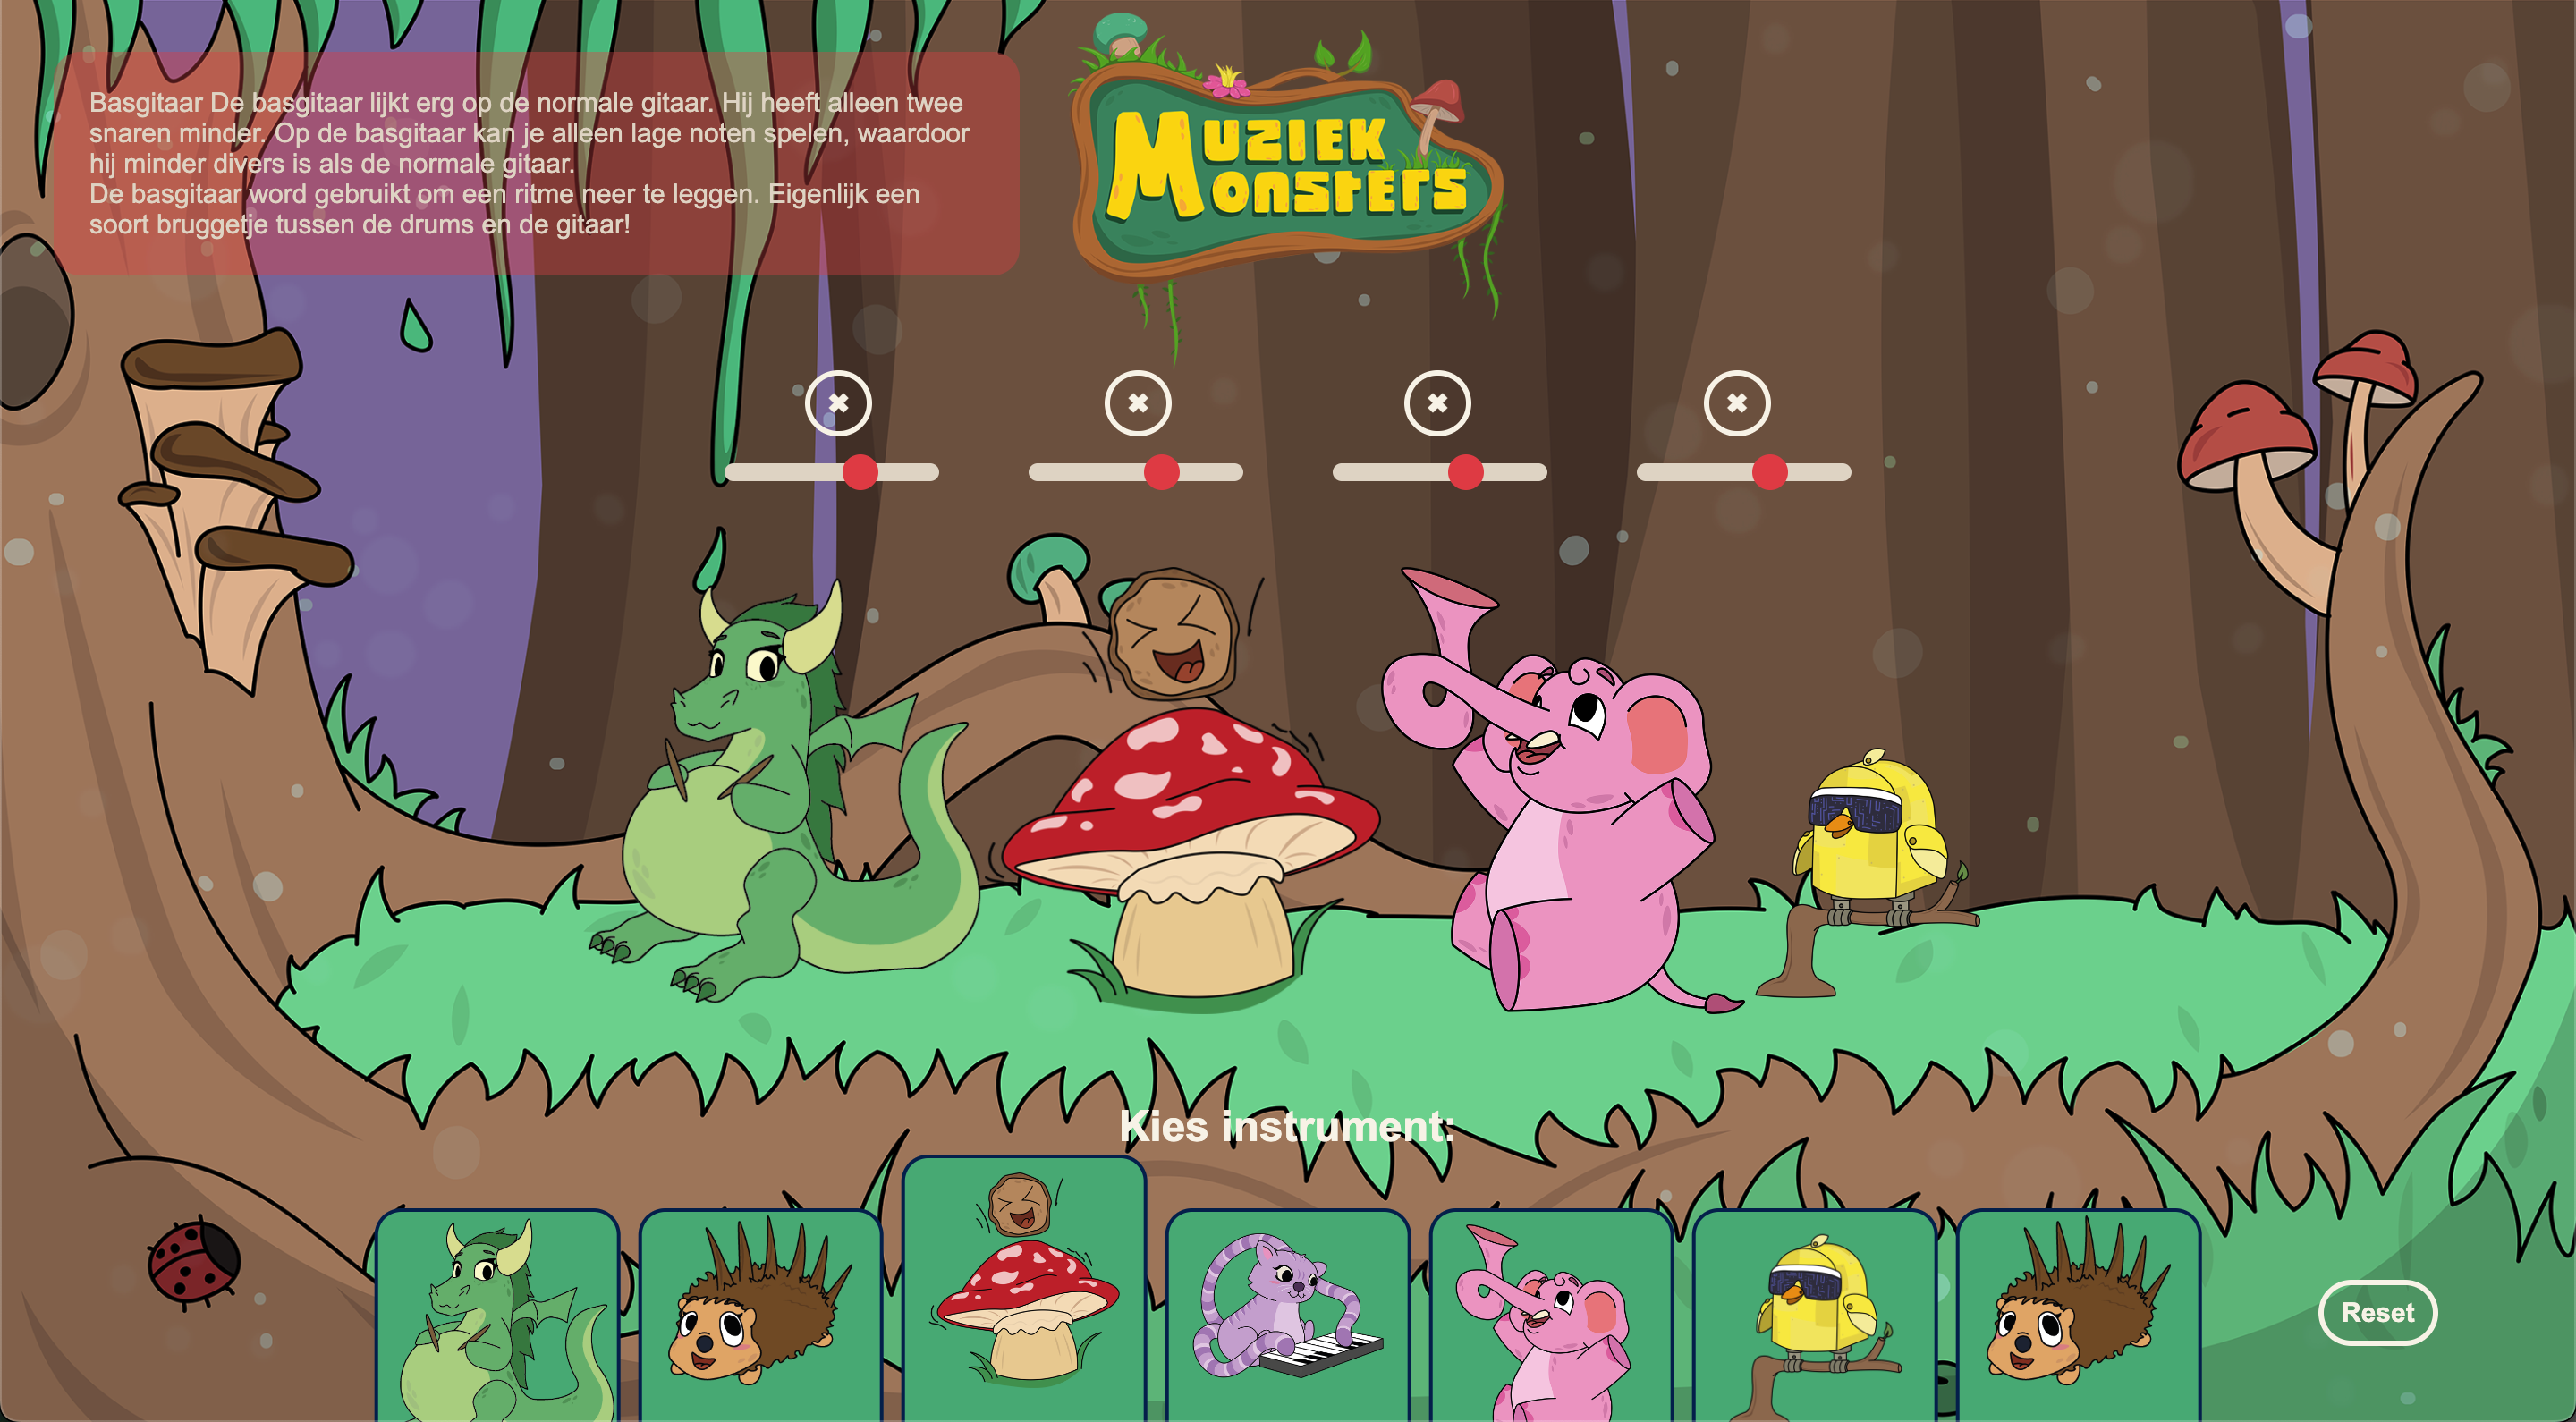 Basgitaar De basgitaar lijkt erg op de normale gitaar. Hij heeft alleen twee
snaren minder. Op de basgitaar kan je alleen lage noten spelen, waardoor
hij minder divers is als de normale gitaar.
De basgitaar word gebruikt om een ritme neer te leggen. Eigenlijk een
soort bruggetje tussen de drums en de gitaar!
MUZIEK
MONSTERS
Kies instrument:
Reset